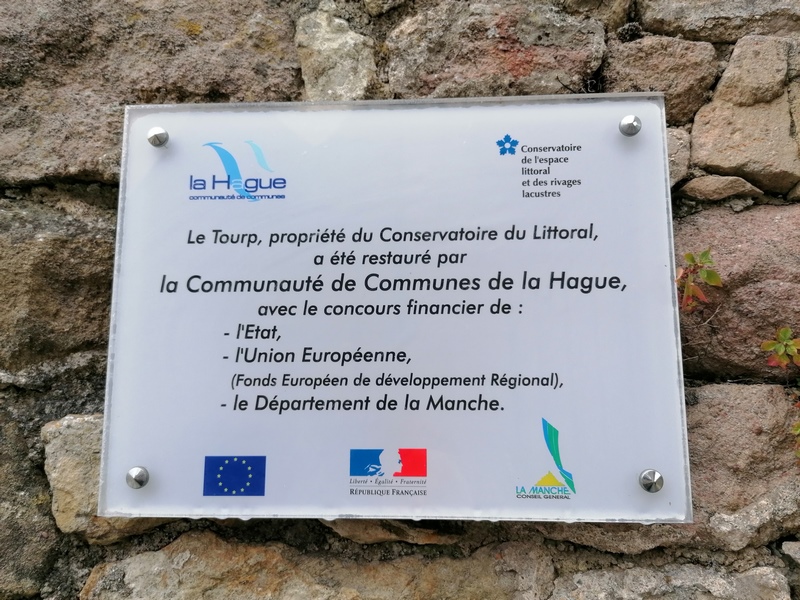 la Hague
communauté de communes
Conservatoire
de l'espace
littoral
et des rivages
lacustres
Le Tourp, propriété du Conservatoire du Littoral,
a été restauré par
la Communauté de Communes de la Hague,
avec le concours financier de :
- l'Etat,
- l'Union Européenne,
(Fonds Européen de développement Régional),
- le Département de la Manche.
Liberté • Égalité • Fraternité
RÉPUBLIQUE FRANÇAISE
LA MANCHE
CONSEIL GENERAL